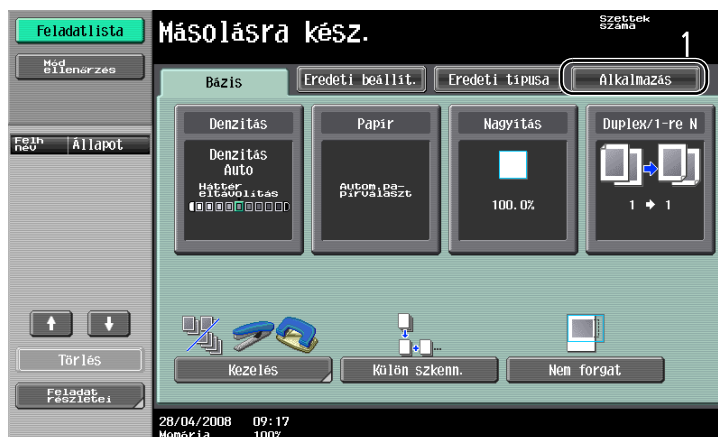 Feladatlista
Mód
ellenőrzés
Felh
név
Állapot
Törlés
Feladat
részletei
Másolásra kész.
Szettek
száma
1
Bázis
Eredeti beállít.
Eredeti típusa
Alkalmazás
Denzitás
Denzitás
Auto
Háttér
eltávolítás
Papír
Autom.pa-
pírválaszt
Nagyítás
100.0%
Duplex/1-re N
1 → 1
Kezelés
Külön szkenn.
Nem forgat
28/04/2008 09:17
Memória 100%